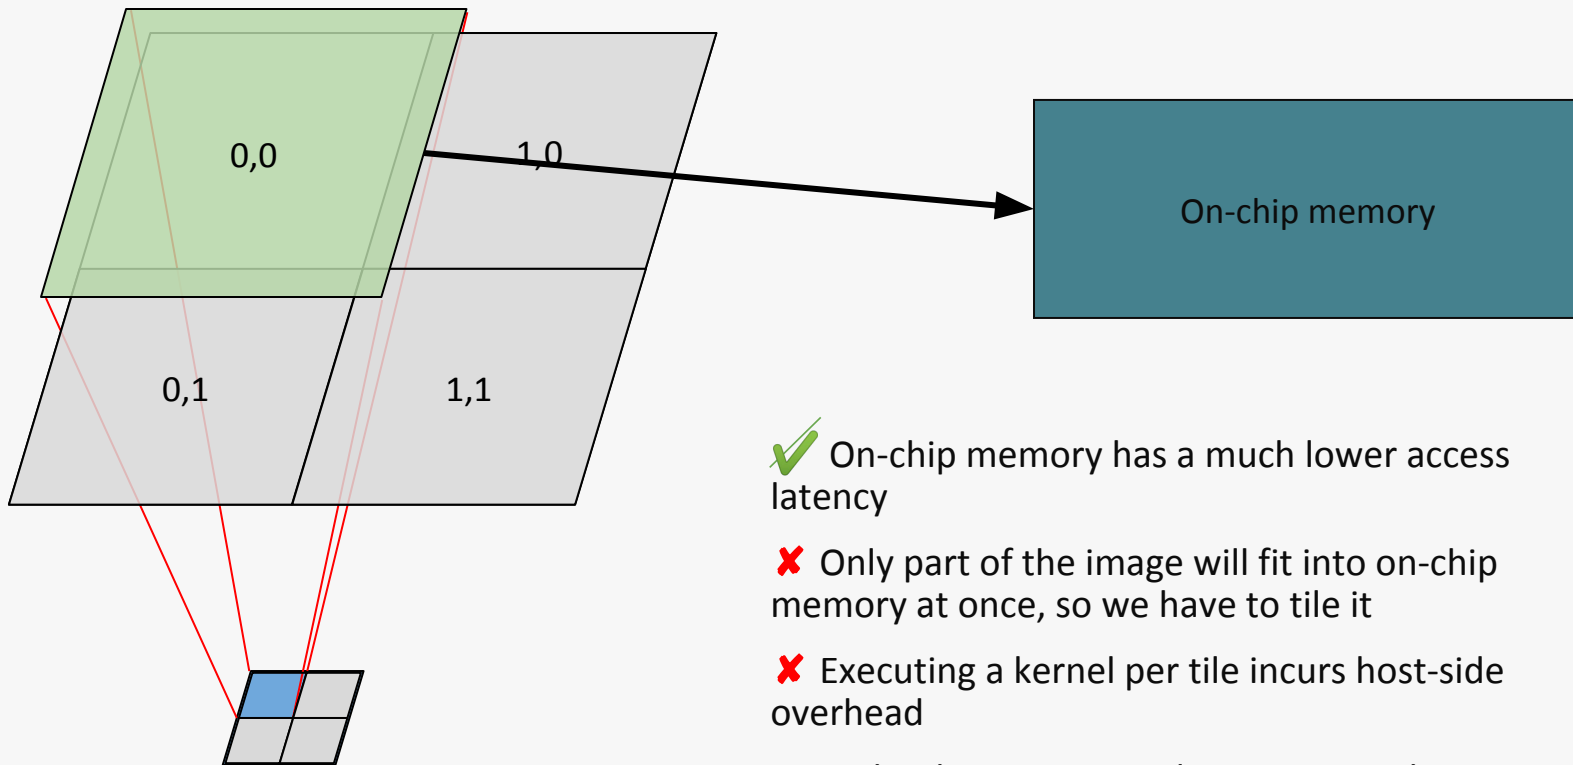 0,0
1,0
On-chip memory
0,1
1,1
On-chip memory has a much lower access
latency
Only part of the image will fit into on-chip
memory at once, so we have to tile it
Executing a kernel per tile incurs host-side
overhead